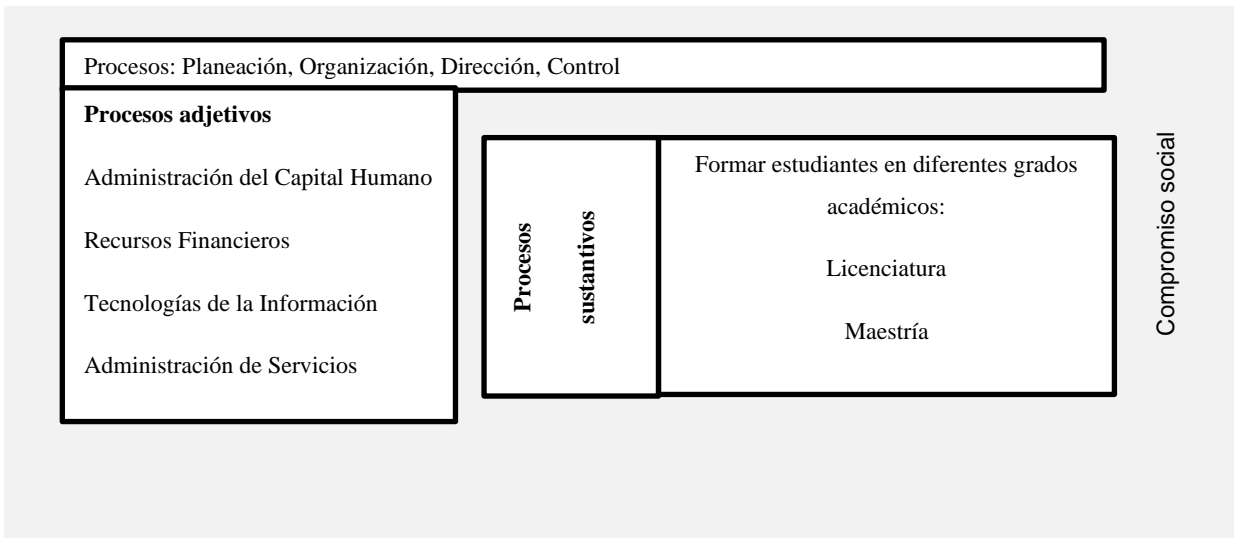 Procesos: Planeación, Organización, Dirección, Control
Procesos adjetivos
Administración del Capital Humano
Recursos Financieros
Tecnologías de la Información
Administración de Servicios
Procesos
sustantivos
Formar estudiantes en diferentes grados
académicos:
Licenciatura
Maestría
Compromiso social